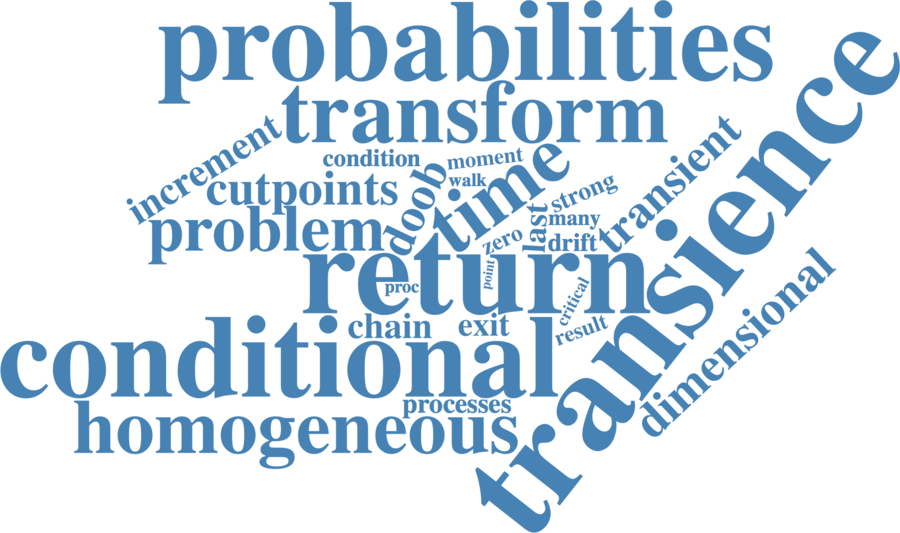 probabilities
transience
transform
increment
condition
moment
time
transient
doob
walk
strong
cutpoints
last
many
problem
zero
drift
return
point
proc
critical
dimensional
chain
exit
result
conditional
processes
homogeneous